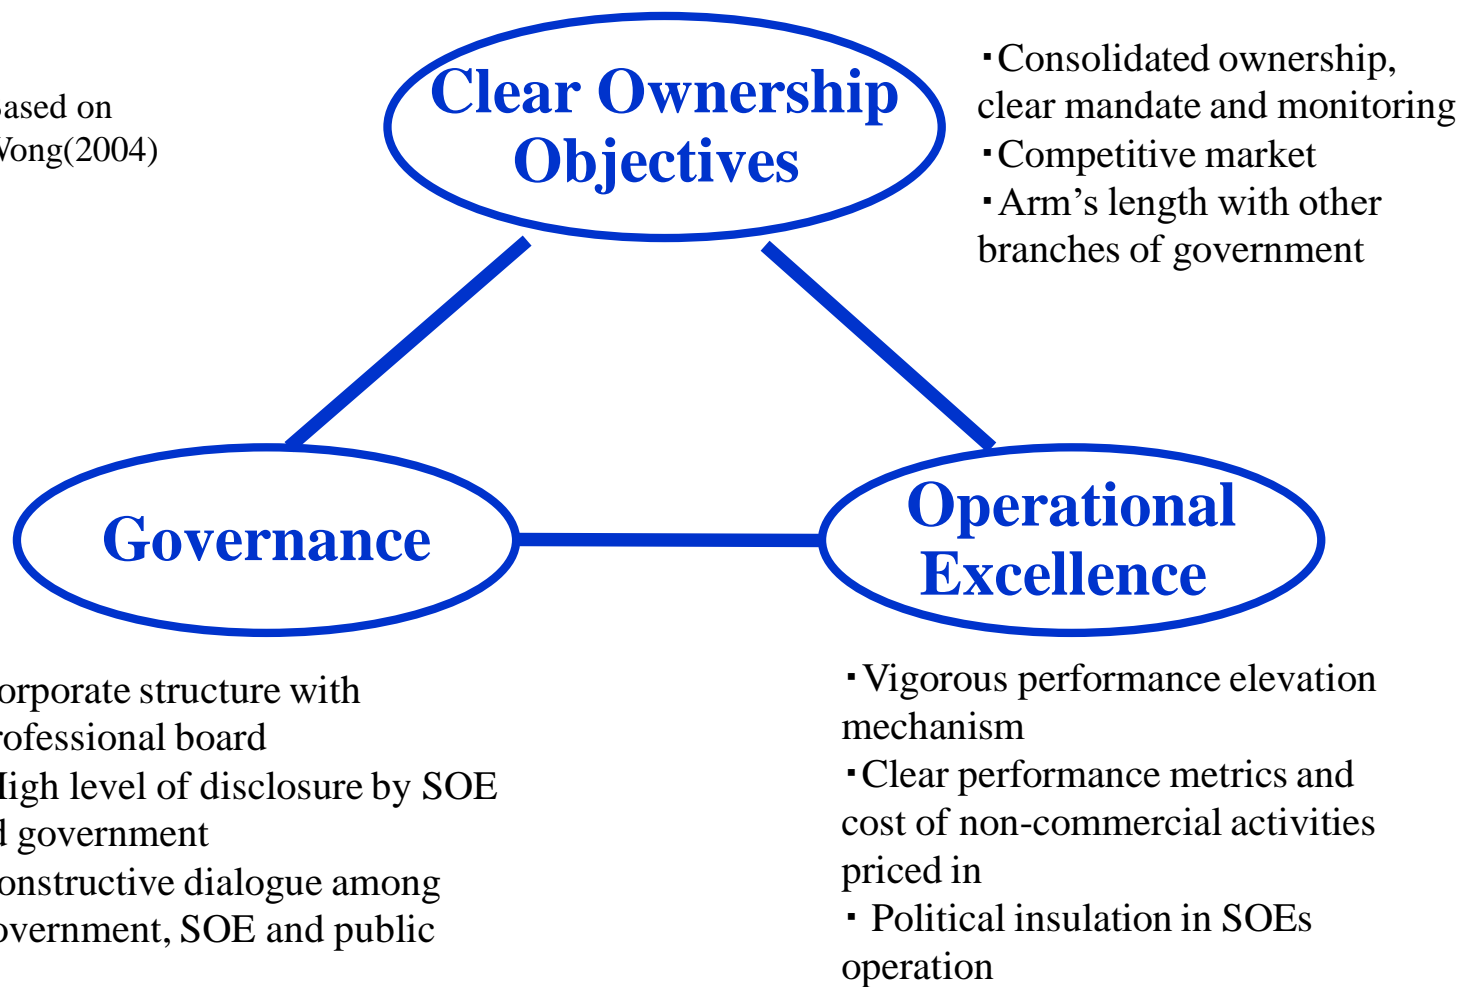 Based on
Wong(2004)
Clear Ownership
Objectives
・Consolidated ownership,
clear mandate and monitoring
・Competitive market
・Arm's length with other
branches of government
Governance
Operational
Excellence
orporate structure with
rofessional board
High level of disclosure by SOE
d government
onstructive dialogue among
overnment, SOE and public
・Vigorous performance elevation
mechanism
・Clear performance metrics and
cost of non-commercial activities
priced in
・ Political insulation in SOEs
operation